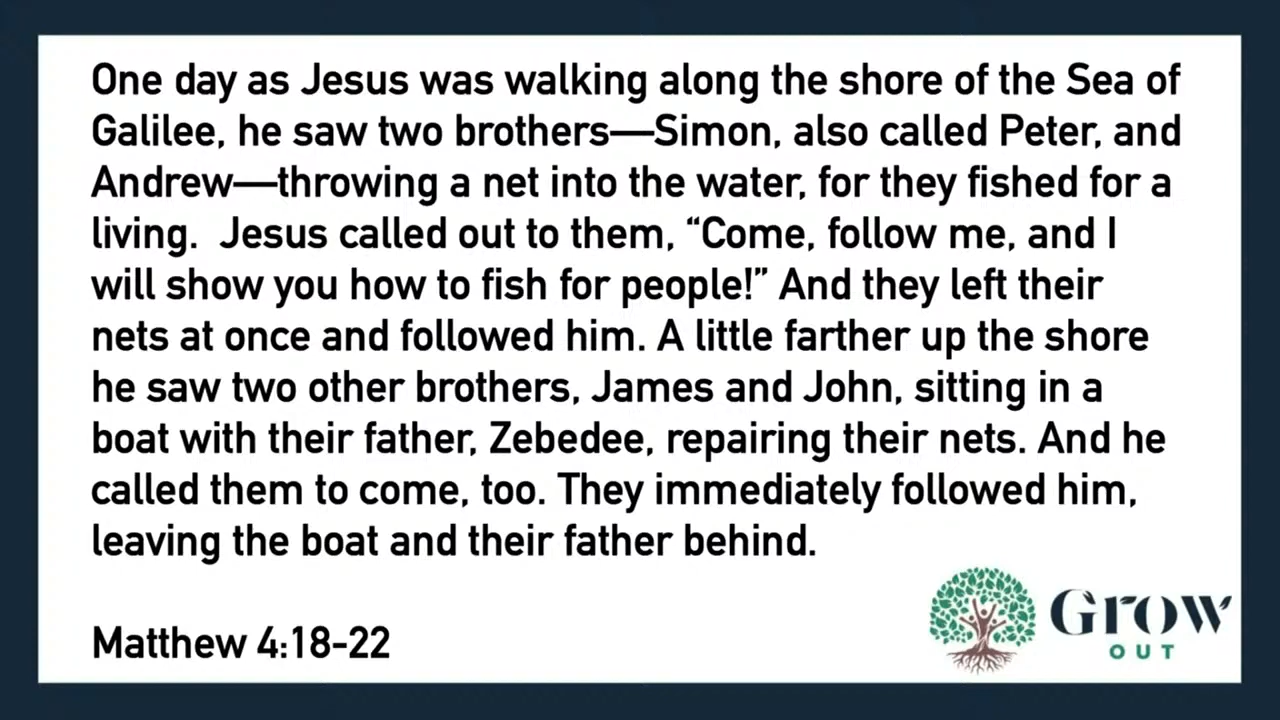 One day as Jesus was walking along the shore of the Sea of
Galilee, he saw two brothers—Simon, also called Peter, and
Andrew—throwing a net into the water, for they fished for a
living.  Jesus called out to them, “Come, follow me, and I
will show you how to fish for people!” And they left their
nets at once and followed him. A little farther up the shore
he saw two other brothers, James and John, sitting in a
boat with their father, Zebedee, repairing their nets. And he
called them to come, too. They immediately followed him,
leaving the boat and their father behind.
Matthew 4:18-22
Grow
OUT